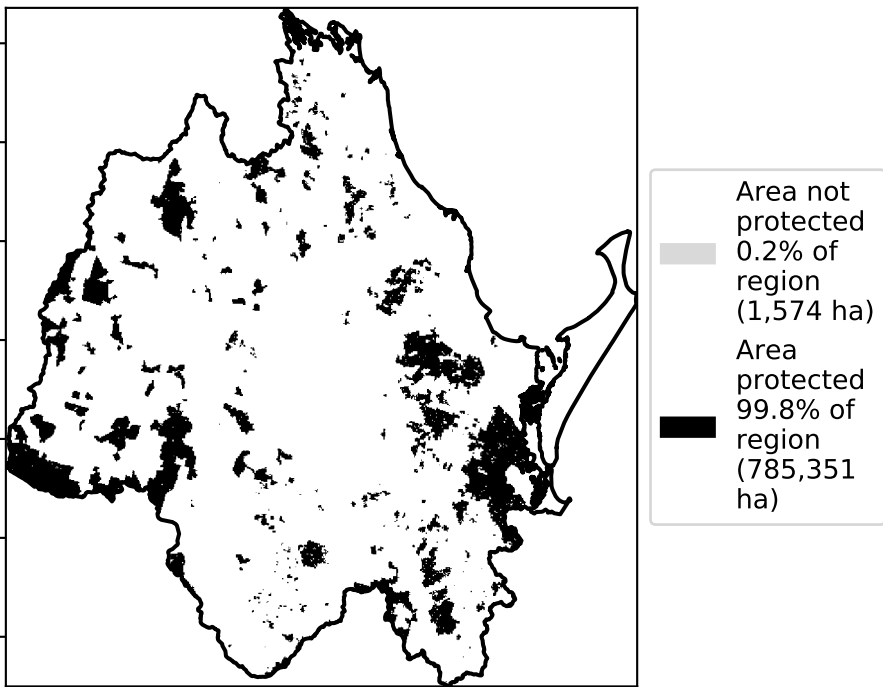 Area not
protected
0.2% of
region
(1,574 ha)
Area
protected
99.8% of
region
(785,351
ha)